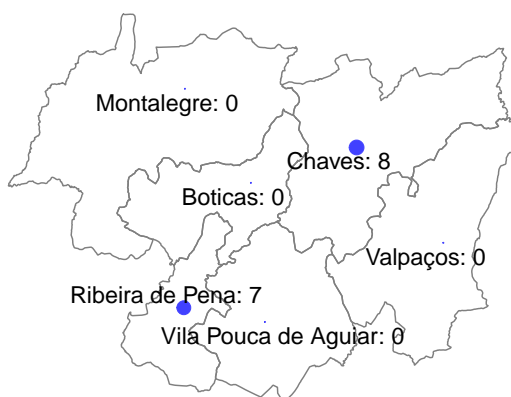 Montalegre: 0
Chaves: 8
Boticas: 0
Valpaços: 0
Ribeira de Pena: 7
Vila Pouca de Aguiar: 0